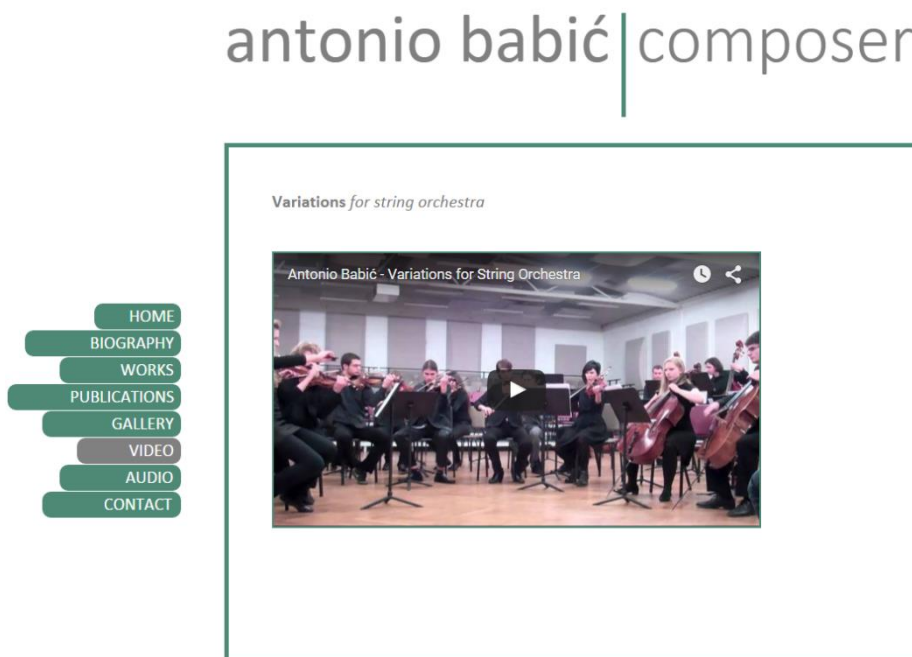 antonio babić composer
Variations for string orchestra
Antonio Babić - Variations for String Orchestra
HOME
BIOGRAPHY
WORKS
PUBLICATIONS
GALLERY
VIDEO
AUDIO
CONTACT